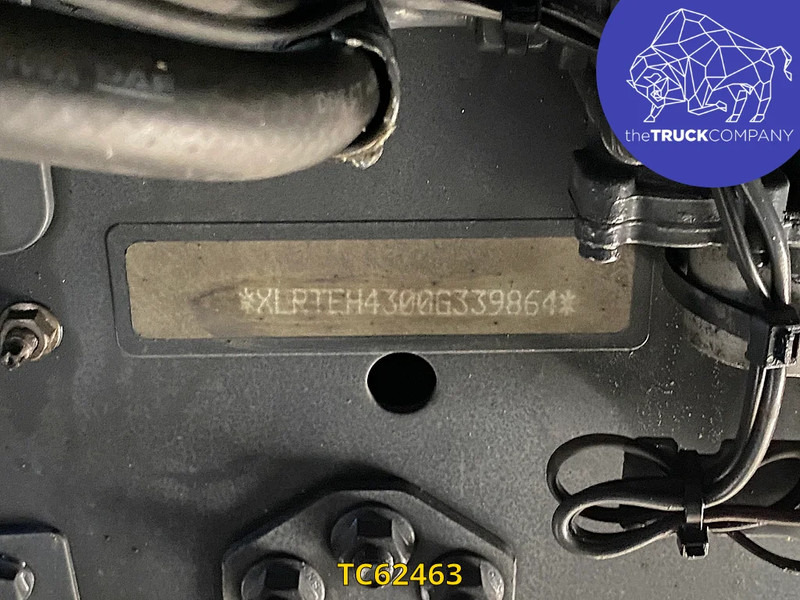 DAF
theTRUCKCOMPANY
*XLRTEH4300G339864*
TC62463